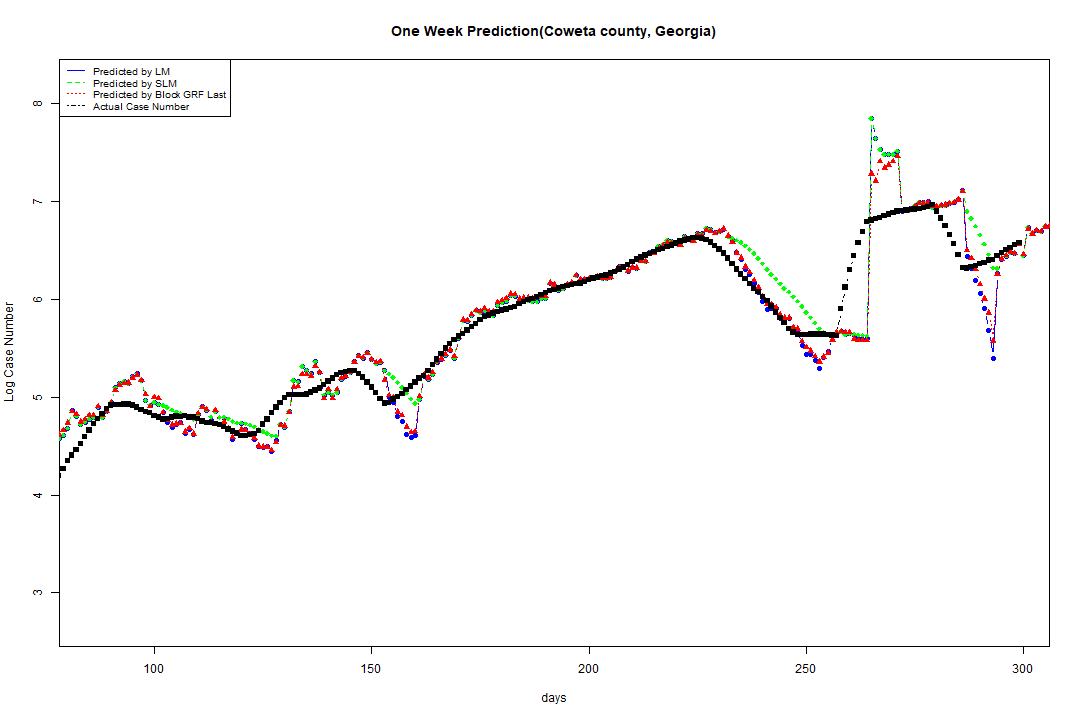 One Week Prediction(Coweta county, Georgia)
Predicted by LM
Predicted by SLM
Predicted by Block GRF Last
Actual Case Number
8
7
6
5
4
3
Log Case Number
100 150 200 250 300
days